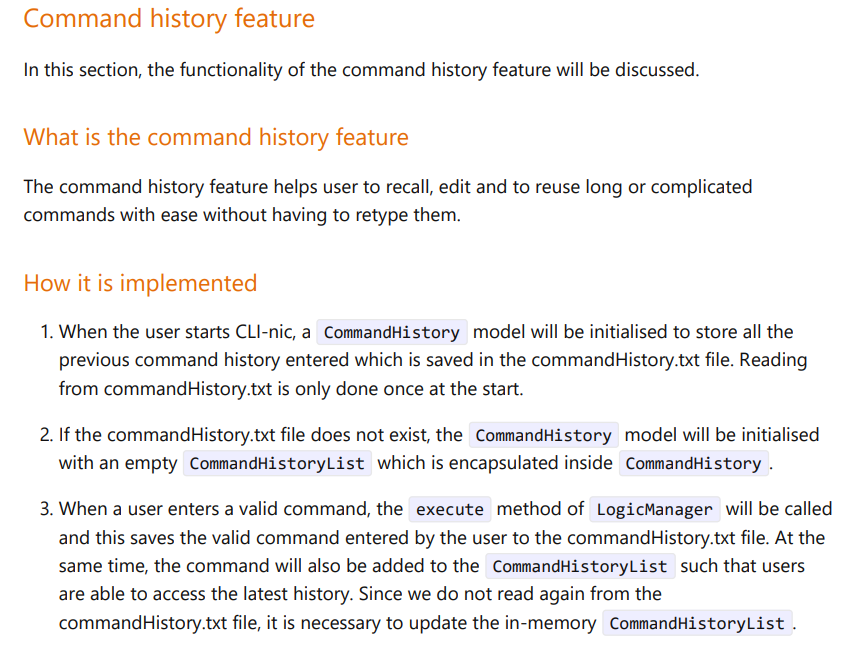 Command history feature
In this section, the functionality of the command history feature will be discussed.
What is the command history feature
The command history feature helps user to recall, edit and to reuse long or complicated
commands with ease without having to retype them.
How it is implemented
1. When the user starts CLI-nic, a CommandHistory model will be initialised to store all the
previous command history entered which is saved in the commandHistory.txt file. Reading
from commandHistory.txt is only done once at the start.
2. If the commandHistory.txt file does not exist, the CommandHistory model will be initialised
with an empty CommandHistoryList which is encapsulated inside CommandHistory.
3. When a user enters a valid command, the execute method of LogicManager will be called
and this saves the valid command entered by the user to the commandHistory.txt file. At the
same time, the command will also be added to the CommandHistoryList such that users
are able to access the latest history. Since we do not read again from the
commandHistory.txt file, it is necessary to update the in-memory CommandHistoryList.